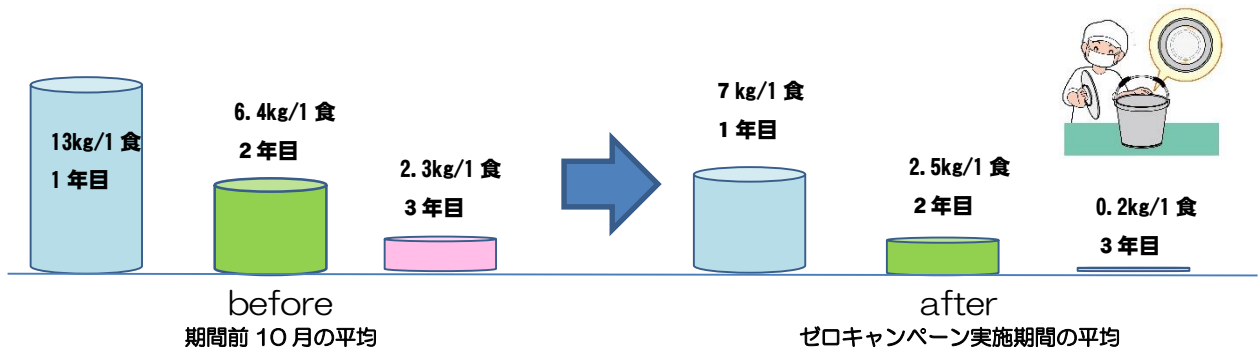 13kg/1 食
1 年目
6.4kg/1 食
2 年目
2.3kg/1 食
3 年目
before
期間前 10 月の平均
7 kg/1 食
1 年目
2.5kg/1 食
2 年目
0.2kg/1 食
3 年目
after
ゼロキャンペーン実施期間の平均